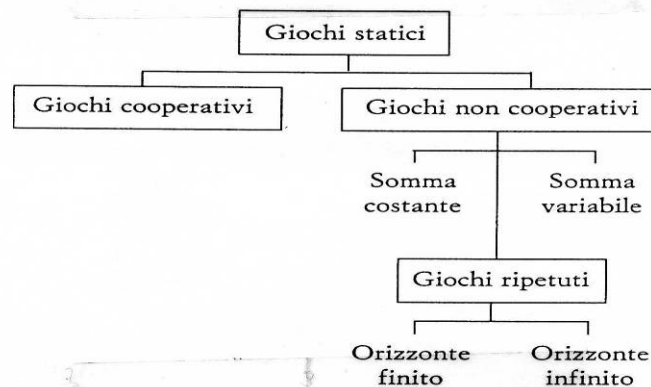 Giochi statici
Giochi cooperativi
Giochi non cooperativi
Somma
costante
Somma
variabile
Giochi ripetuti
Orizzonte
finito
Orizzonte
infinito